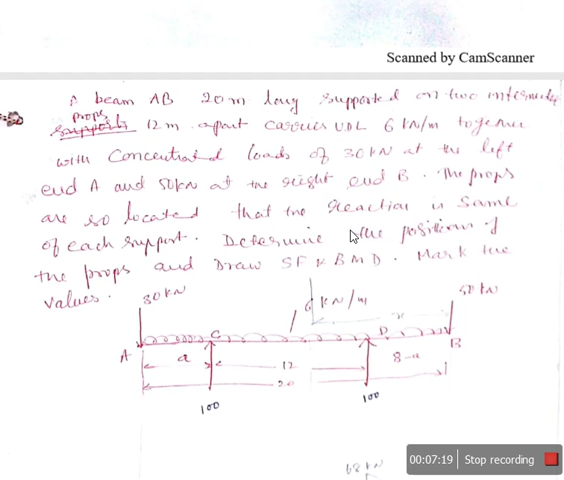 Scanned by CamScanner
A beam AB 20m long supported on two intermediate
props
supports 12m apart carries UDL 6 kN/m together
with Concentrated loads of 30 kN at the left
end A and 50kN at the right end B. The props
are so located that the reaction is same
of each support. Determine the positions of
the props and Draw SF & BMD. Mark the
values.
30 kN
6 kN/m
50 kN
x
A
C
D
B
a
12
8-a
20
100
100
68 kN
00:07:19 Stop recording